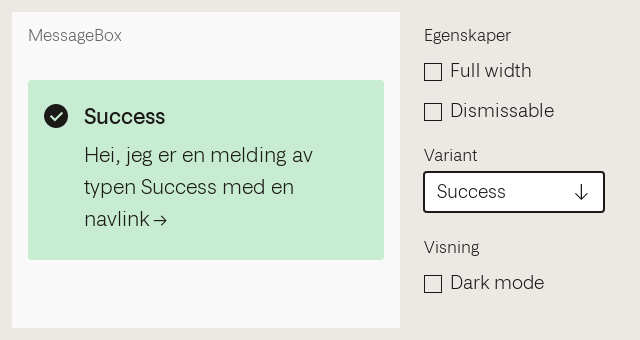 MessageBox
Success
Hei, jeg er en melding av
typen Success med en
navlink →
Egenskaper
Full width
Dismissable
Variant
Success ↓
Visning
Dark mode